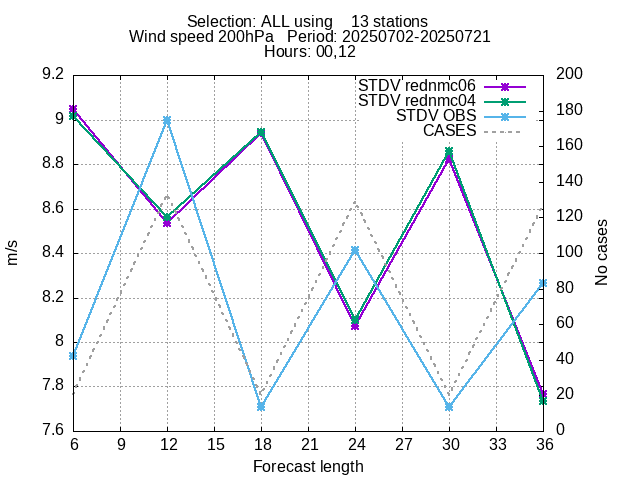 Selection: ALL using    13 stations
Wind speed 200hPa   Period: 20250702-20250721
Hours: 00,12
STDV rednmc06
STDV rednmc04
STDV OBS
CASES
9.2
9
8.8
8.6
8.4
8.2
8
7.8
7.6
m/s
200
180
160
140
120
100
80
60
40
20
0
No cases
6 9 12 15 18 21 24 27 30 33 36
Forecast length